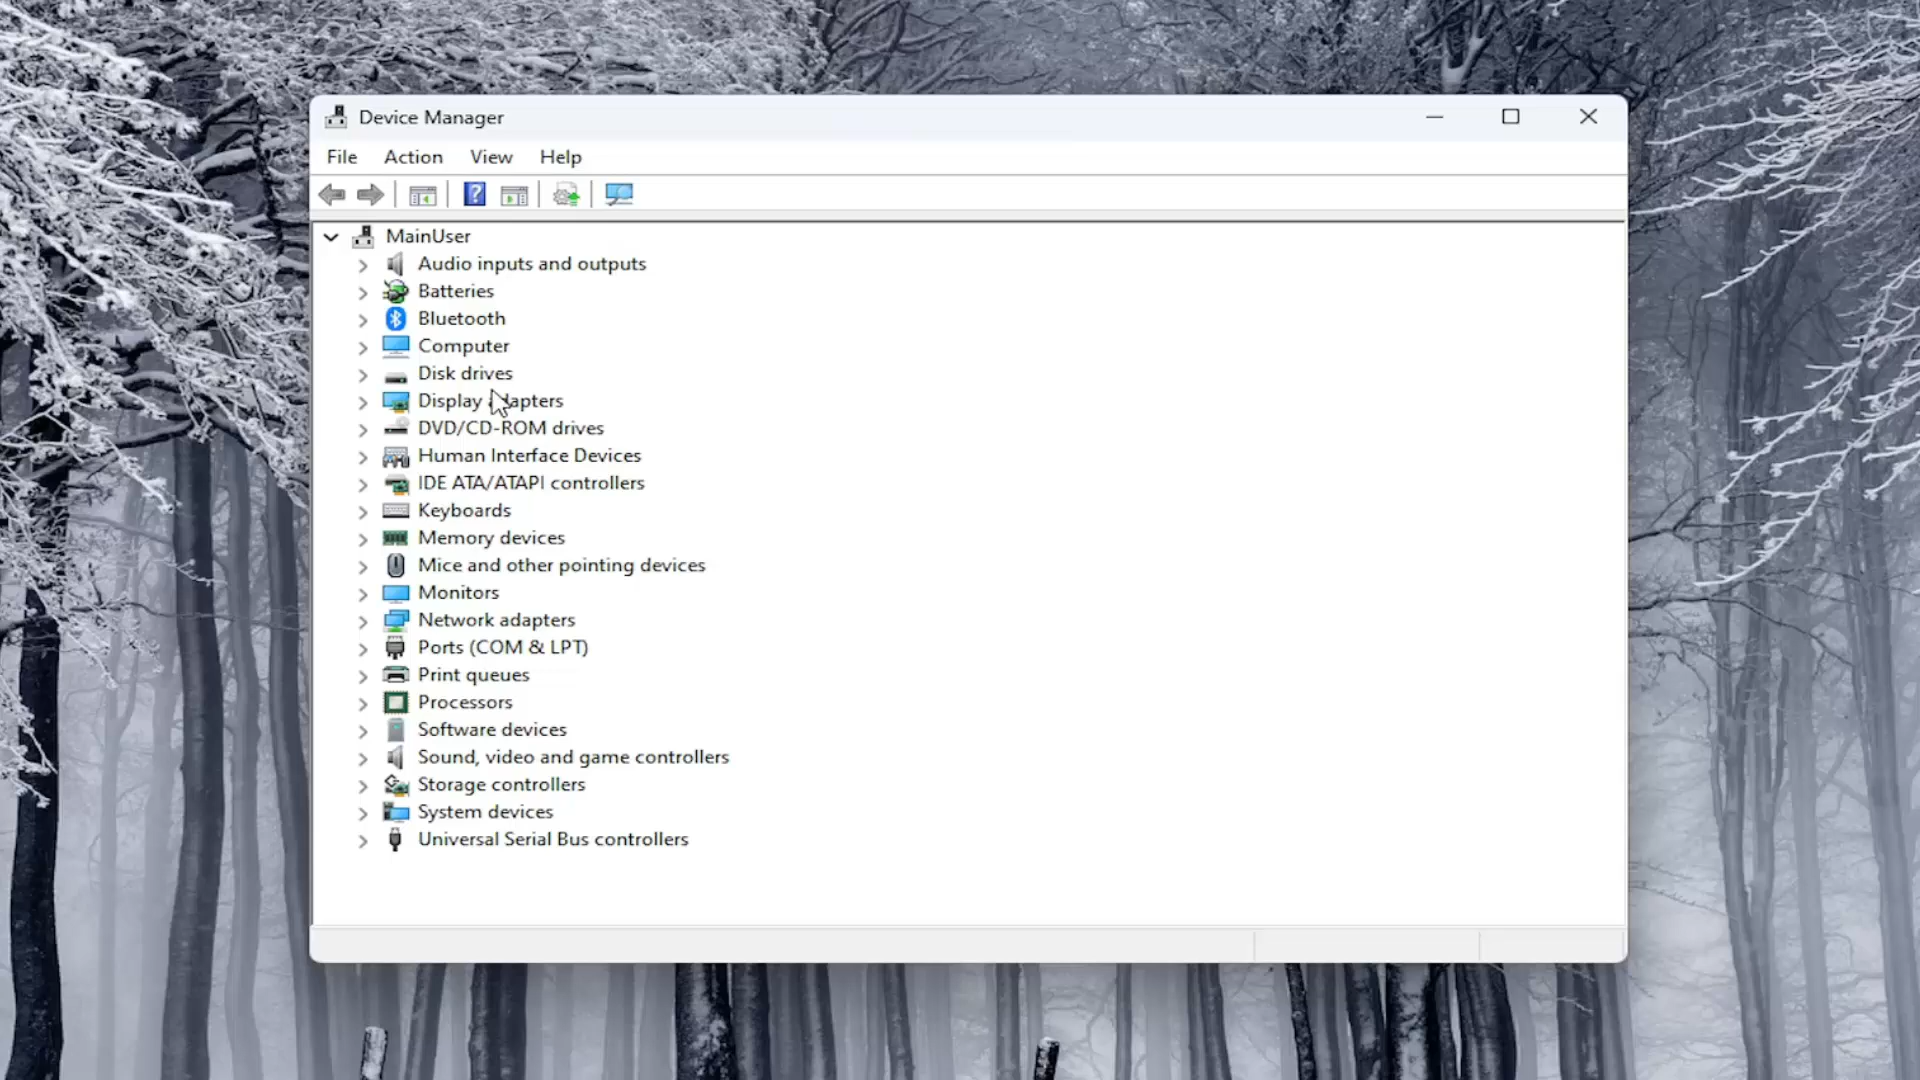 Device Manager
File Action View Help
MainUser
Audio inputs and outputs
Batteries
Bluetooth
Computer
Disk drives
Display adapters
DVD/CD-ROM drives
Human Interface Devices
IDE ATA/ATAPI controllers
Keyboards
Memory devices
Mice and other pointing devices
Monitors
Network adapters
Ports (COM & LPT)
Print queues
Processors
Software devices
Sound, video and game controllers
Storage controllers
System devices
Universal Serial Bus controllers